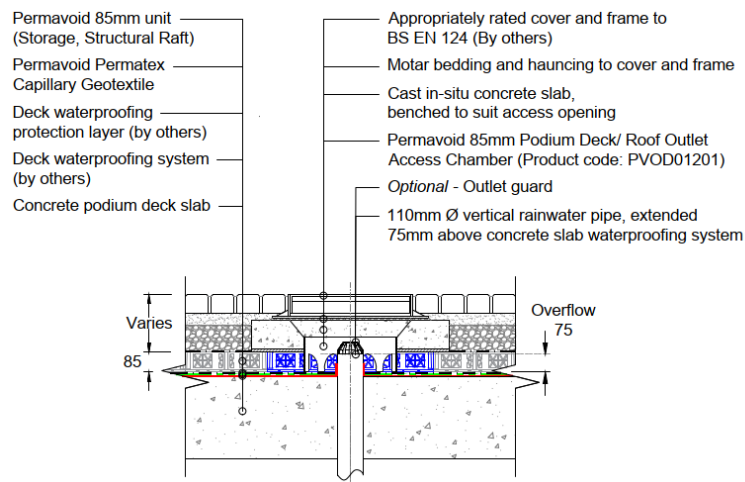 Permavoid 85mm unit
(Storage, Structural Raft)
Permavoid Permatex
Capillary Geotextile
Deck waterproofing
protection layer (by others)
Deck waterproofing system
(by others)
Concrete podium deck slab
Appropriately rated cover and frame to
BS EN 124 (By others)
Motar bedding and hauncing to cover and frame
Cast in-situ concrete slab,
benched to suit access opening
Permavoid 85mm Podium Deck/ Roof Outlet
Access Chamber (Product code: PVOD01201)
Optional - Outlet guard
110mm Ø vertical rainwater pipe, extended
75mm above concrete slab waterproofing system
Varies
85
Overflow
75